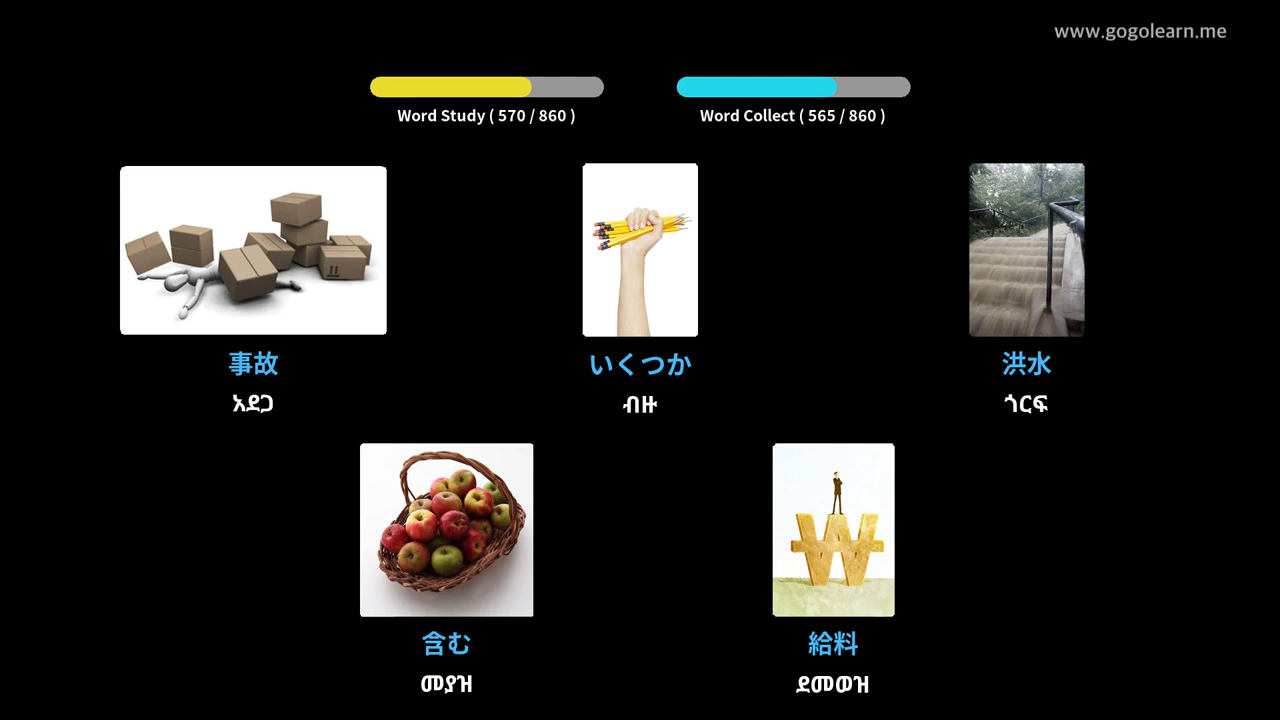 www.gogolearn.me
Word Study ( 570 / 860 )
Word Collect ( 565 / 860 )
事故
いくつか
洪水
አደጋ
ብዙ
ጎርፍ
含む
給料
መያዝ
ደመወዝ